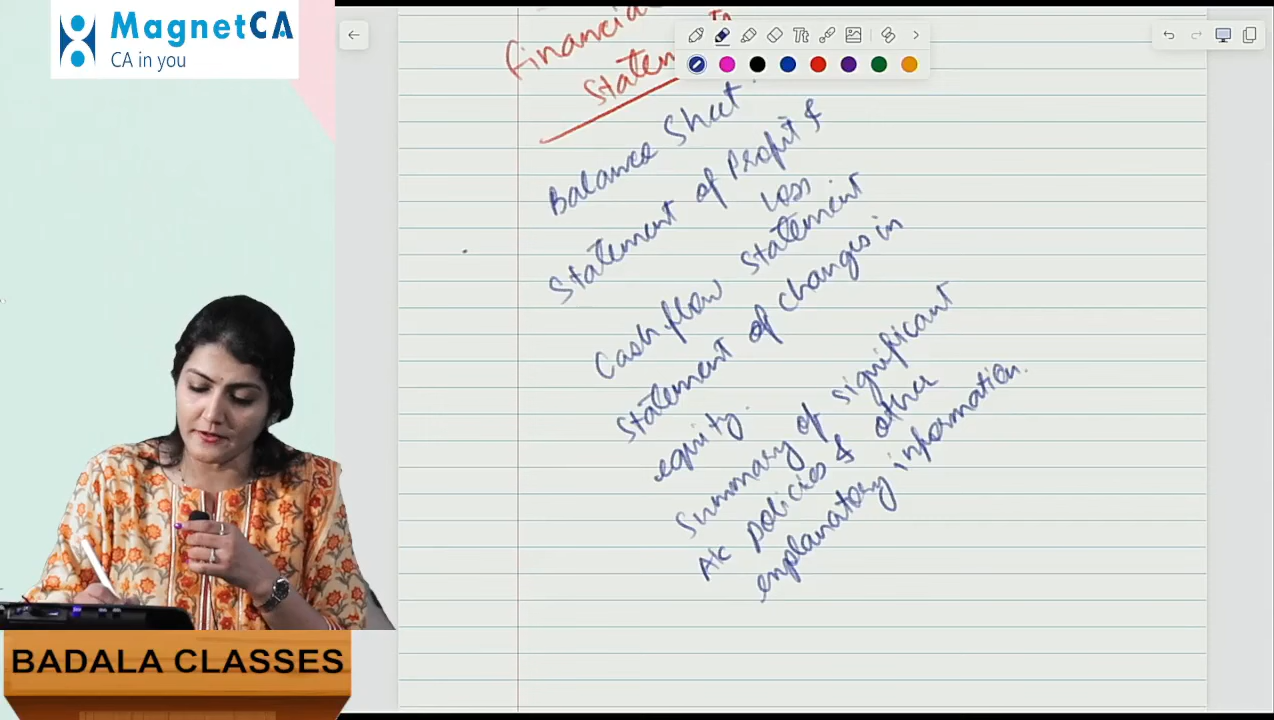 MagnetCA
CA in you
Financial
Statem
Balance Sheet
Statement of Profit &
Loss
Cash flow Statement
Statement of changes in
equity.
Summary of significant
A/c policies & other
explanatory information.
BADALA CLASSES